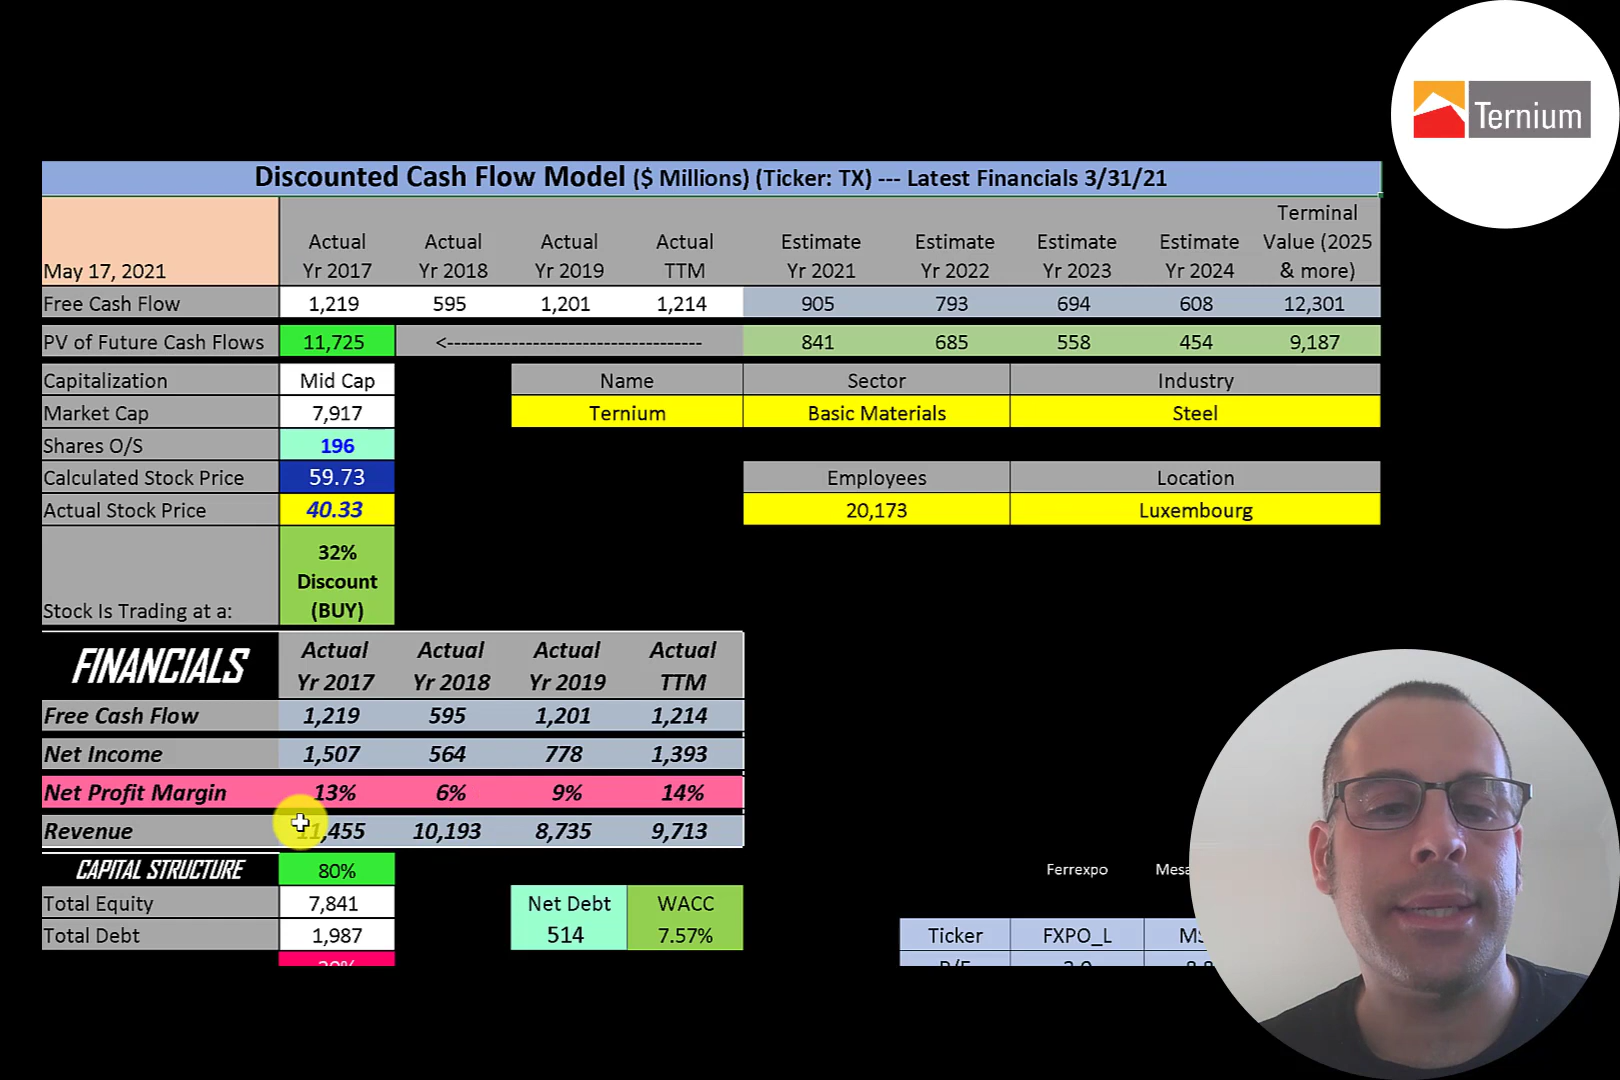 Ternium
Discounted Cash Flow Model ($ Millions) (Ticker: TX) --- Latest Financials 3/31/21
May 17, 2021 Actual Yr 2017 Actual Yr 2018 Actual Yr 2019 Actual TTM Estimate Yr 2021 Estimate Yr 2022 Estimate Yr 2023 Estimate Yr 2024 Terminal Value (2025 & more)
Free Cash Flow 1,219 595 1,201 1,214 905 793 694 608 12,301
PV of Future Cash Flows 11,725 <----------------------------------- 841 685 558 454 9,187
Capitalization Mid Cap Name Sector Industry
Market Cap 7,917 Ternium Basic Materials Steel
Shares O/S 196
Calculated Stock Price 59.73 Employees Location
Actual Stock Price 40.33 20,173 Luxembourg
Stock Is Trading at a: 32% Discount (BUY)
FINANCIALS Actual Yr 2017 Actual Yr 2018 Actual Yr 2019 Actual TTM
Free Cash Flow 1,219 595 1,201 1,214
Net Income 1,507 564 778 1,393
Net Profit Margin 13% 6% 9% 14%
Revenue 11,455 10,193 8,735 9,713
CAPITAL STRUCTURE 80% Ferrexpo Mesa
Total Equity 7,841 Net Debt WACC
Total Debt 1,987 514 7.57% Ticker FXPO_L